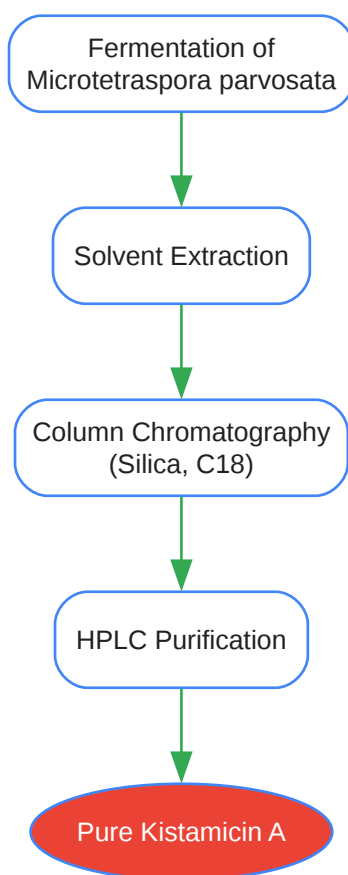 Fermentation of
Microtetraspora parvosata
Solvent Extraction
Column Chromatography
(Silica, C18)
HPLC Purification
Pure Kistamicin A